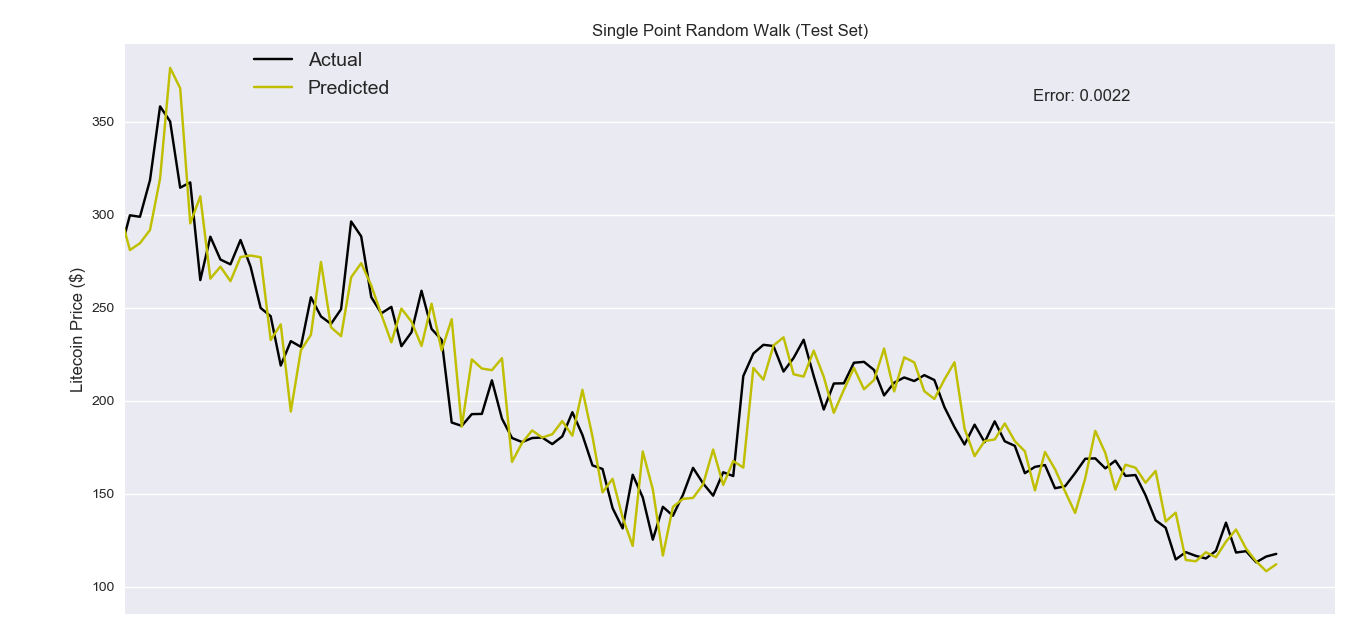 Single Point Random Walk (Test Set)
Actual
Predicted
Error: 0.0022
350
300
250
200
150
100
Litecoin Price ($)